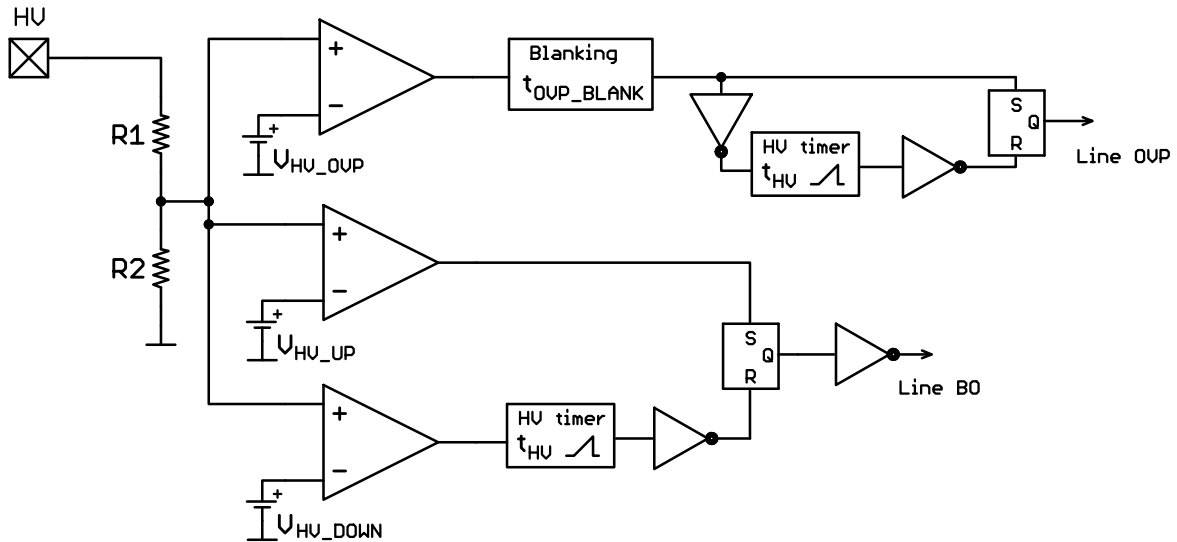 HV
+
−
+
VHV_OVP
Blanking
tOVP_BLANK
HV timer
tHV
S
Q
R
Line OVP
R1
R2
+
−
+
VHV_UP
S
Q
R
Line BO
+
−
+
VHV_DOWN
HV timer
tHV